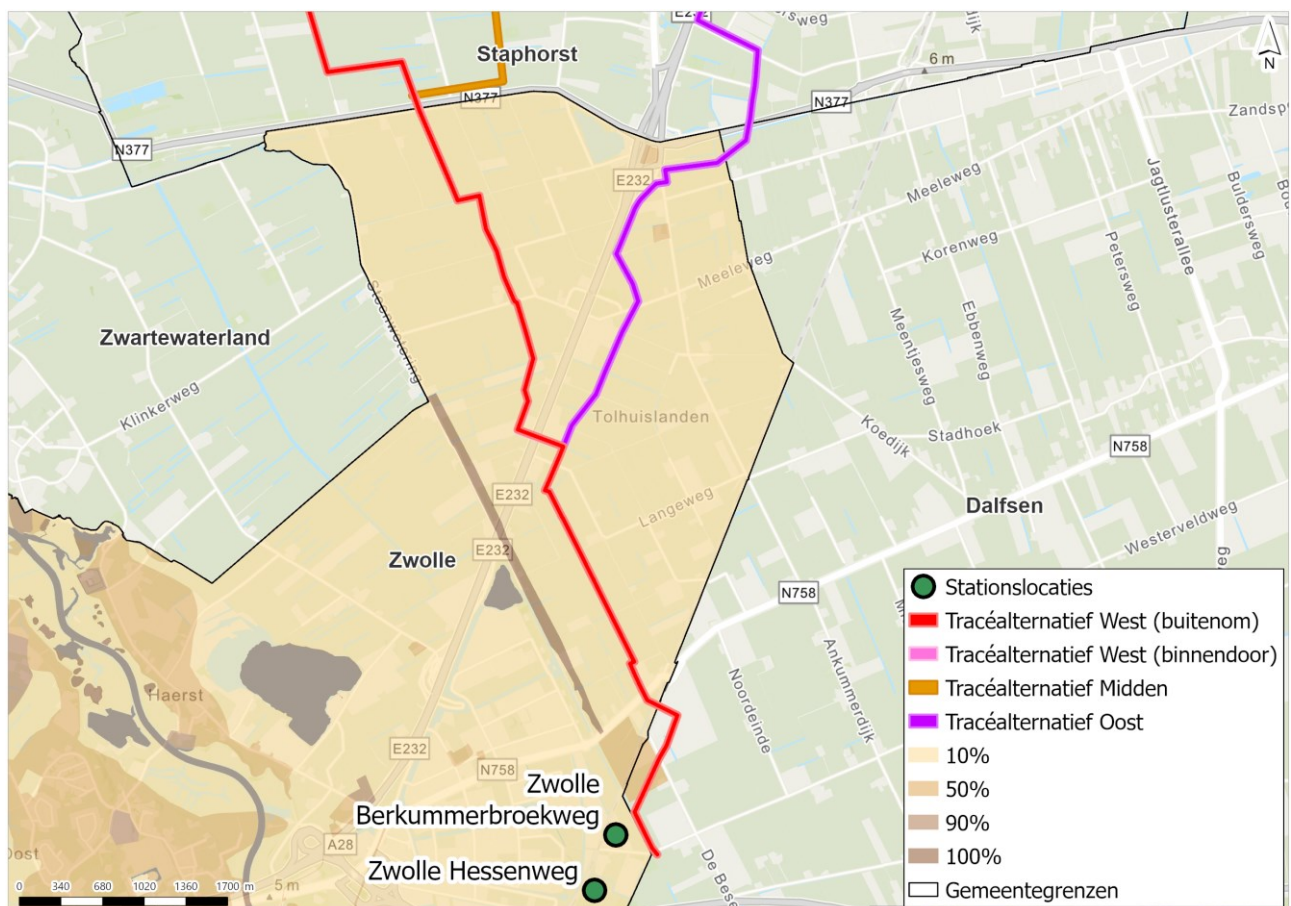 E232
Staphorst
6 m
N
N377
N377
Zandsp
N377
E232
Meeleweg
Jagtlusterallee
Buldersweg
Korenweg
Petersweg
Meeleweg
Ebbenweg
Meentjesweg
Steenwetering
Zwartewaterland
Klinkerweg
Tolhuislanden
Koedijk
Stadhoek
N758
E232
Langeweg
Dalfsen
Westerveldweg
E232
Zwolle
N758
Ankummerdijk
Noordeinde
Haerst
E232
N758
Zwolle
Berkummerbroekweg
A28
Zwolle Hessenweg
De Bese
Oost
5 m
0 340 680 1020 1360 1700 m
Stationslocaties
Tracéalternatief West (buitenom)
Tracéalternatief West (binnendoor)
Tracéalternatief Midden
Tracéalternatief Oost
10%
50%
90%
100%
Gemeentegrenzen